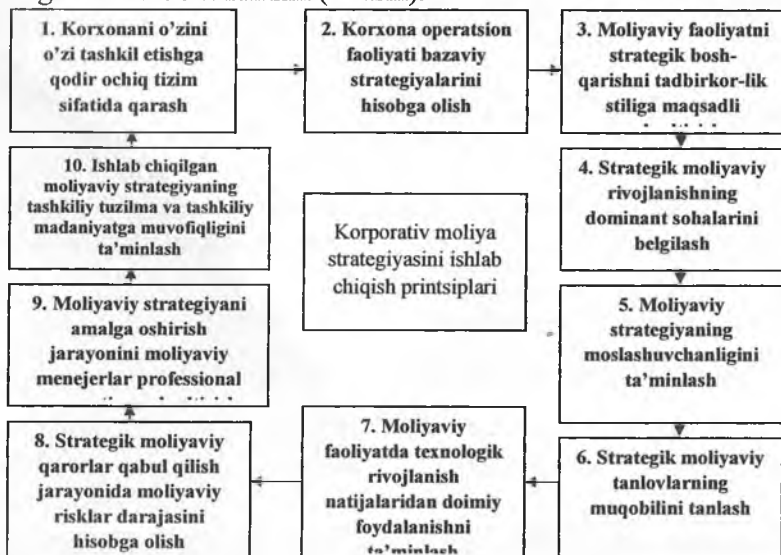 1. Korxonani o’zini
o’zi tashkil etishga
qodir ochiq tizim
sifatida qarash
2. Korxona operatsion
faoliyati bazaviy
strategiyalarini
hisobga olish
3. Moliyaviy faoliyatni
strategik bosh-
qarishni tadbirkor-lik
stiliga maqsadli
4. Strategik moliyaviy
rivojlanishning
dominant sohalarini
belgilash
5. Moliyaviy
strategiyaning
moslashuvchanligini
ta’minlash
6. Strategik moliyaviy
tanlovlarning
muqobilini tanlash
7. Moliyaviy
faoliyatda texnologik
rivojlanish
natijalaridan doimiy
foydalanishni
ta’minlash
8. Strategik moliyaviy
qarorlar qabul qilish
jarayonida moliyaviy
risklar darajasini
hisobga olish
9. Moliyaviy strategiyani
amalga oshirish
jarayonini moliyaviy
menejerlar professional
10. Ishlab chiqilgan
moliyaviy strategiyaning
tashkiliy tuzilma va tashkiliy
madaniyatga muvofiqligini
ta’minlash
Korporativ moliya
strategiyasini ishlab
chiqish printsiplari